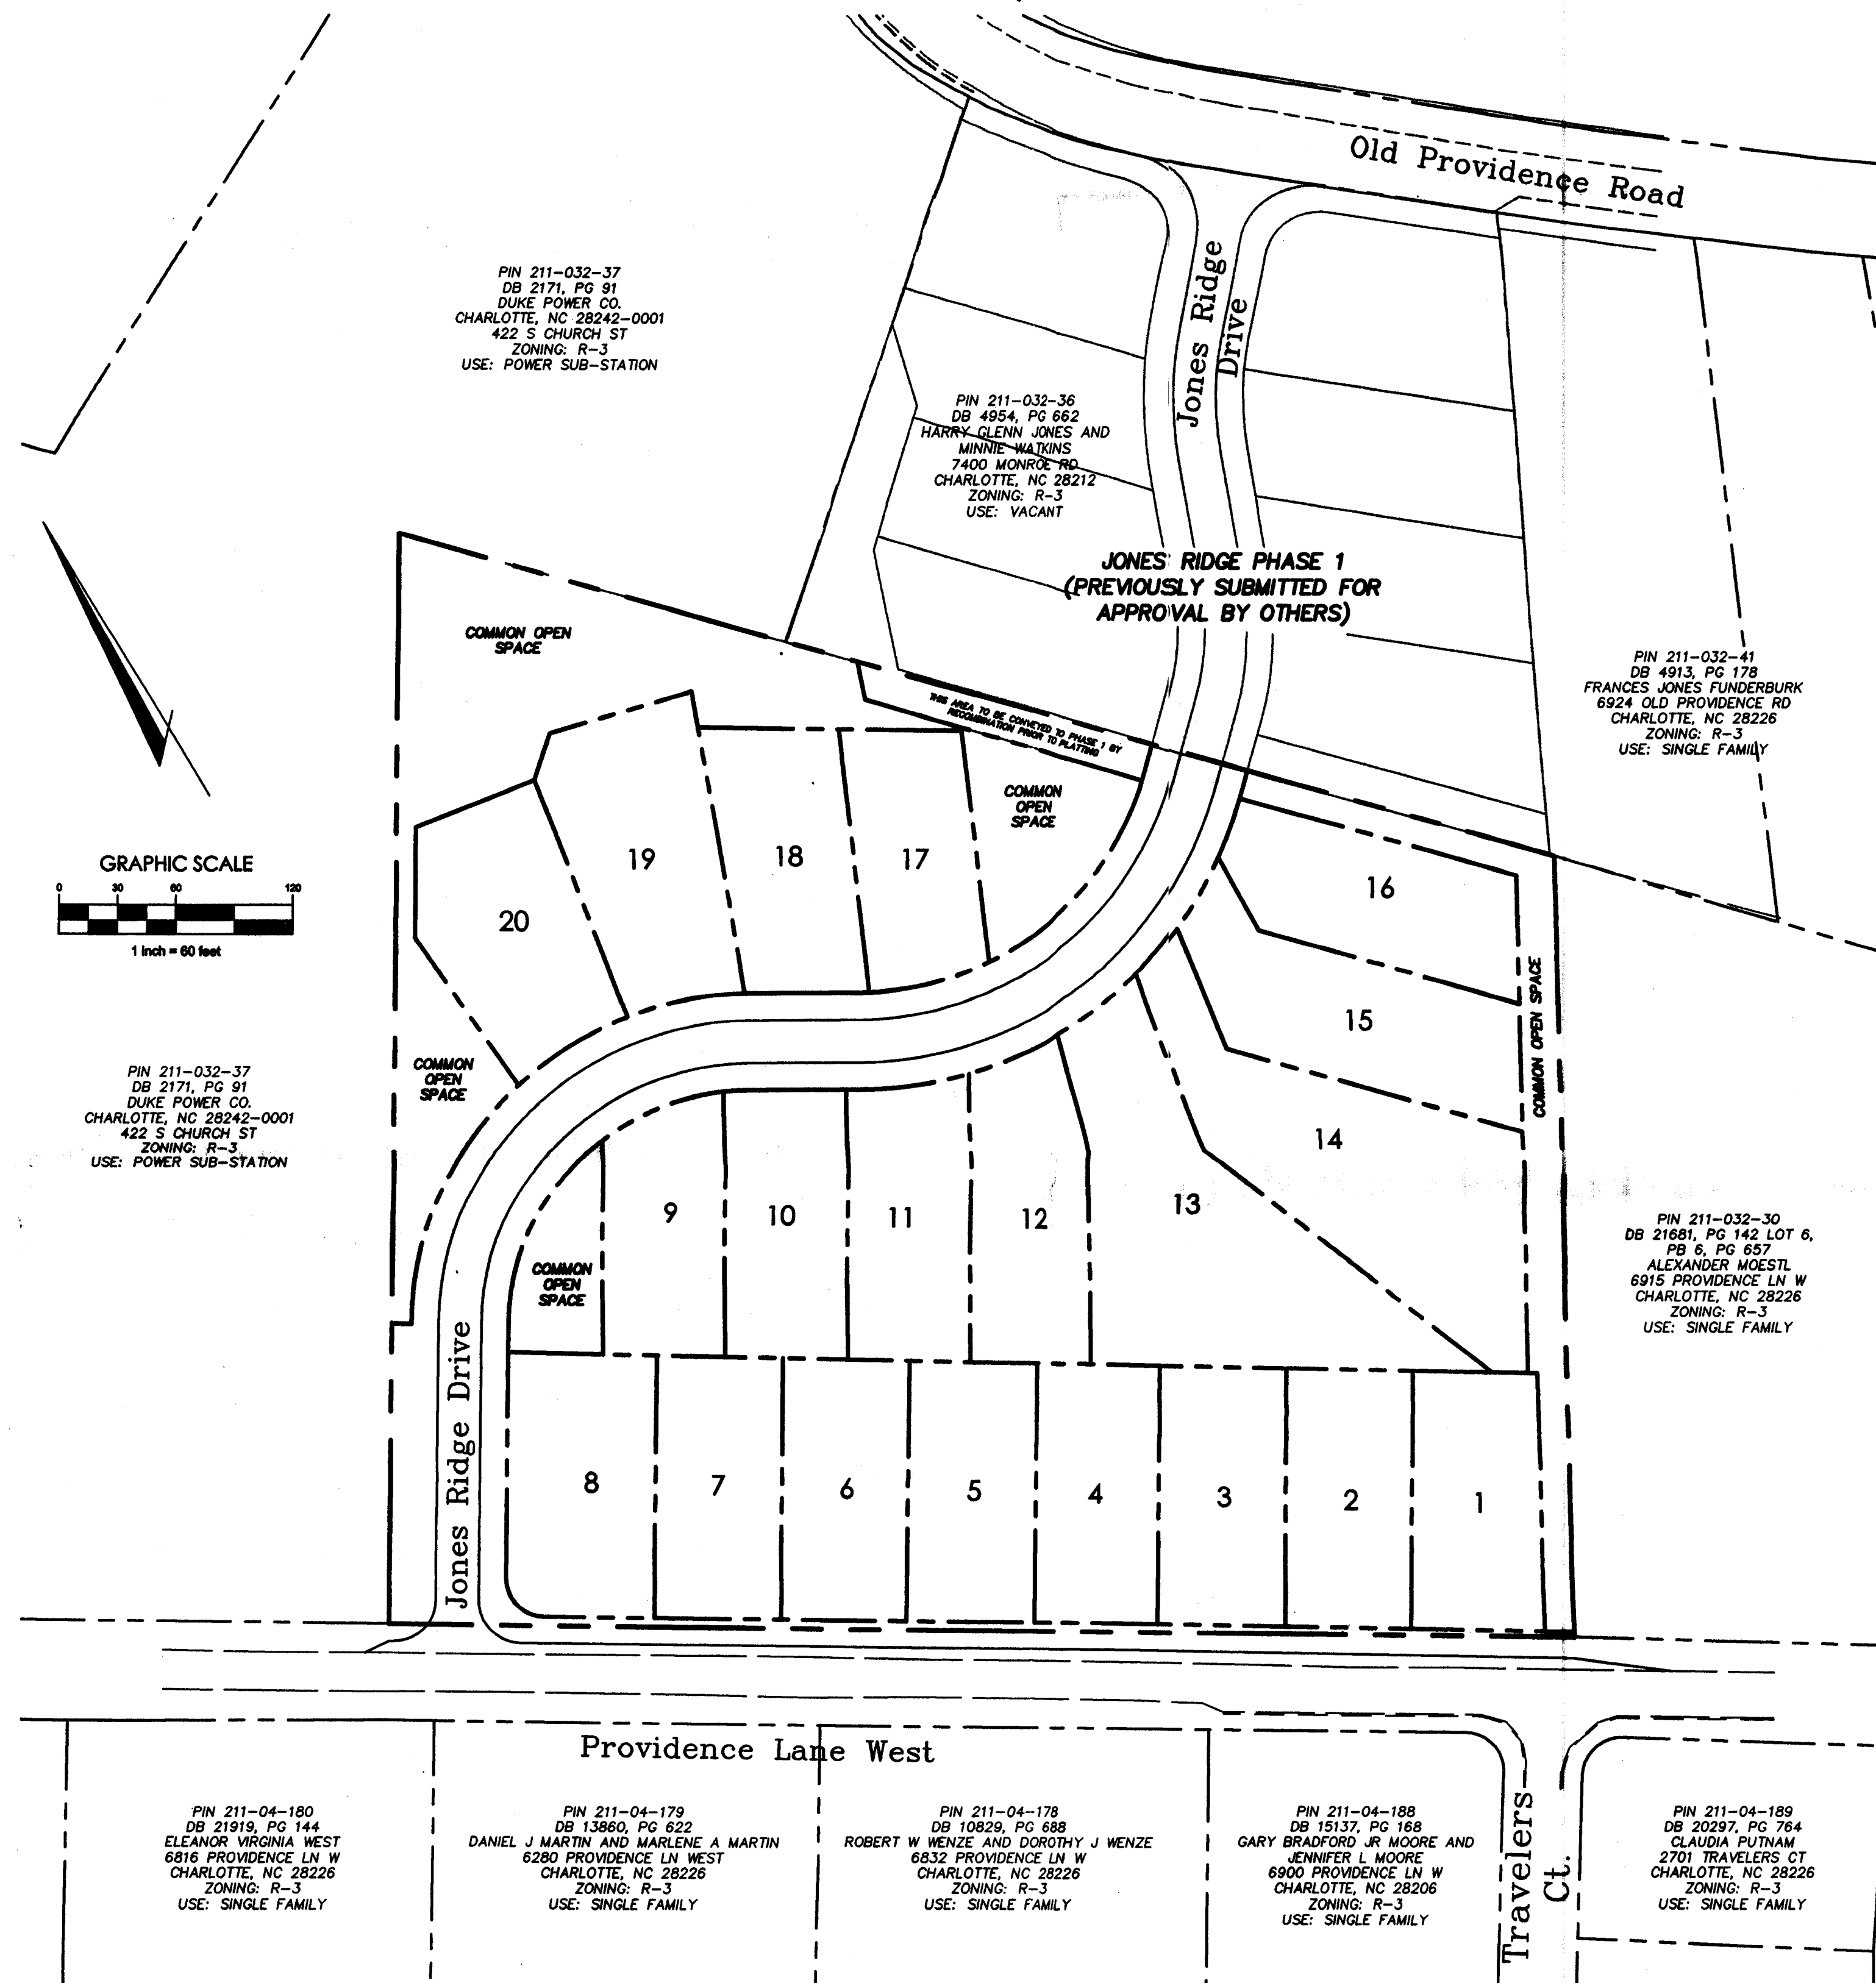 Old Providence Road
Jones Ridge
Drive
PIN 211-032-37
DB 2171, PG 91
DUKE POWER CO.
CHARLOTTE, NC 28242-0001
422 S CHURCH ST
ZONING: R-3
USE: POWER SUB-STATION
PIN 211-032-36
DB 4954, PG 662
HARRY GLENN JONES AND
MINNIE WATKINS
7400 MONROE RD
CHARLOTTE, NC 28212
ZONING: R-3
USE: VACANT
JONES RIDGE PHASE 1
(PREVIOUSLY SUBMITTED FOR
APPROVAL BY OTHERS)
COMMON OPEN
SPACE
PIN 211-032-41
DB 4913, PG 178
FRANCES JONES FUNDERBURK
6924 OLD PROVIDENCE RD
CHARLOTTE, NC 28226
ZONING: R-3
USE: SINGLE FAMILY
THIS AREA TO BE CONVEYED TO PHASE 1 BY
RECOMBINATION PRIOR TO PLATTING
COMMON
OPEN
SPACE
GRAPHIC SCALE
0 30 60 120
1 inch = 60 feet
19
18
17
16
20
15
COMMON OPEN SPACE
COMMON
OPEN
SPACE
PIN 211-032-37
DB 2171, PG 91
DUKE POWER CO.
CHARLOTTE, NC 28242-0001
422 S CHURCH ST
ZONING: R-3
USE: POWER SUB-STATION
14
13
9
10
11
12
COMMON
OPEN
SPACE
PIN 211-032-30
DB 21681, PG 142 LOT 6,
PB 6, PG 657
ALEXANDER MOESTL
6915 PROVIDENCE LN W
CHARLOTTE, NC 28226
ZONING: R-3
USE: SINGLE FAMILY
Jones Ridge Drive
8
7
6
5
4
3
2
1
Providence Lane West
PIN 211-04-180
DB 21919, PG 144
ELEANOR VIRGINIA WEST
6816 PROVIDENCE LN W
CHARLOTTE, NC 28226
ZONING: R-3
USE: SINGLE FAMILY
PIN 211-04-179
DB 13860, PG 622
DANIEL J MARTIN AND MARLENE A MARTIN
6280 PROVIDENCE LN WEST
CHARLOTTE, NC 28226
ZONING: R-3
USE: SINGLE FAMILY
PIN 211-04-178
DB 10829, PG 688
ROBERT W WENZE AND DOROTHY J WENZE
6832 PROVIDENCE LN W
CHARLOTTE, NC 28226
ZONING: R-3
USE: SINGLE FAMILY
PIN 211-04-188
DB 15137, PG 168
GARY BRADFORD JR MOORE AND
JENNIFER L MOORE
6900 PROVIDENCE LN W
CHARLOTTE, NC 28206
ZONING: R-3
USE: SINGLE FAMILY
Travelers
Ct.
PIN 211-04-189
DB 20297, PG 764
CLAUDIA PUTNAM
2701 TRAVELERS CT
CHARLOTTE, NC 28226
ZONING: R-3
USE: SINGLE FAMILY